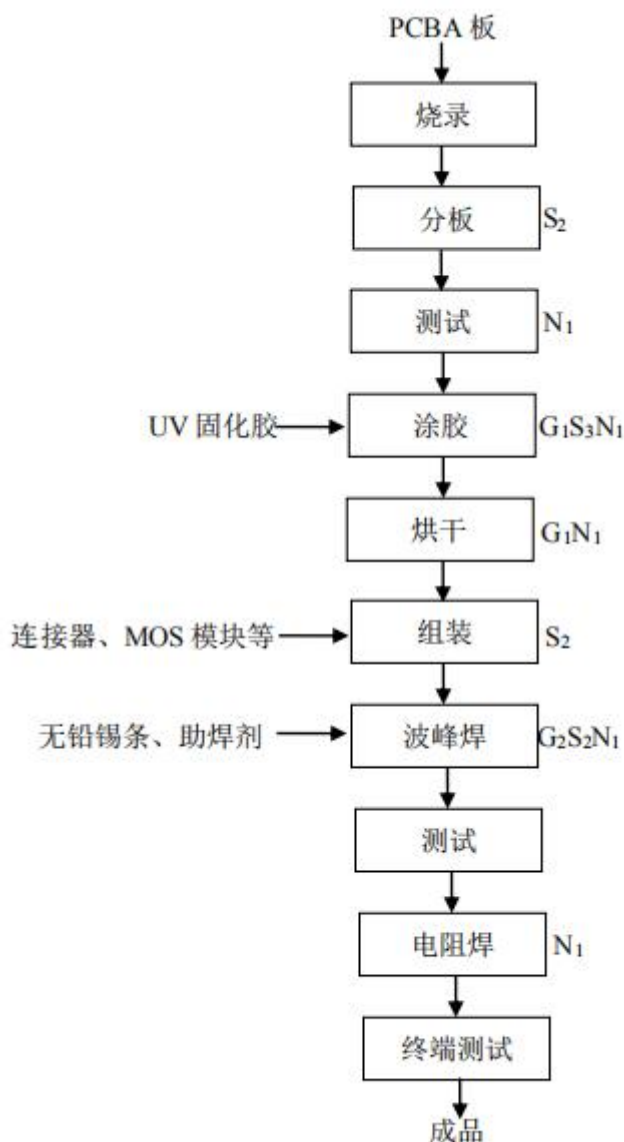 PCBA 板
烧录
分板 S₂
测试 N₁
UV 固化胶 涂胶 G₁S₃N₁
烘干 G₁N₁
连接器、MOS 模块等 组装 S₂
无铅锡条、助焊剂 波峰焊 G₂S₂N₁
测试
电阻焊 N₁
终端测试
成品